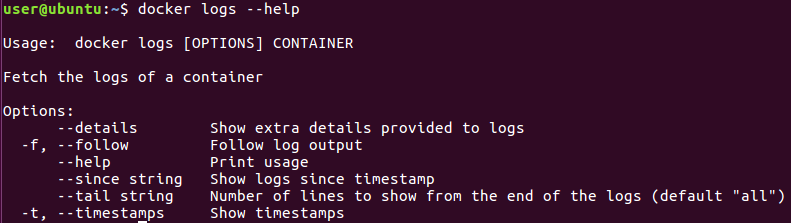 user@ubuntu:~$ docker logs --help
Usage:  docker logs [OPTIONS] CONTAINER
Fetch the logs of a container
Options:
      --details        Show extra details provided to logs
  -f, --follow         Follow log output
      --help           Print usage
      --since string   Show logs since timestamp
      --tail string    Number of lines to show from the end of the logs (default "all")
  -t, --timestamps     Show timestamps